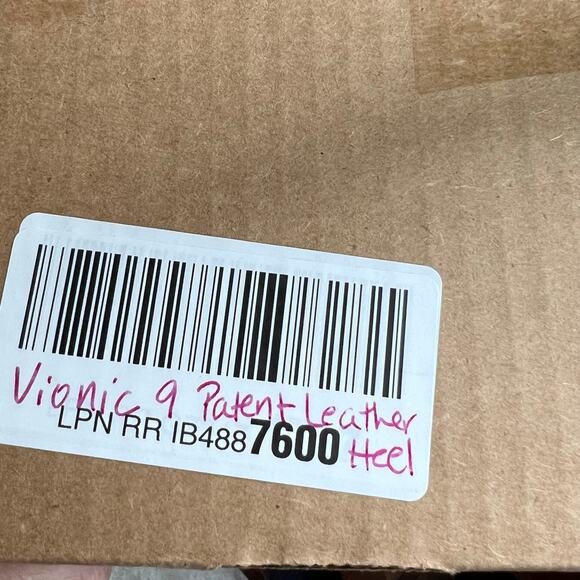 Vionic 9 Patent Leather
Heel
LPN RR IB4887600